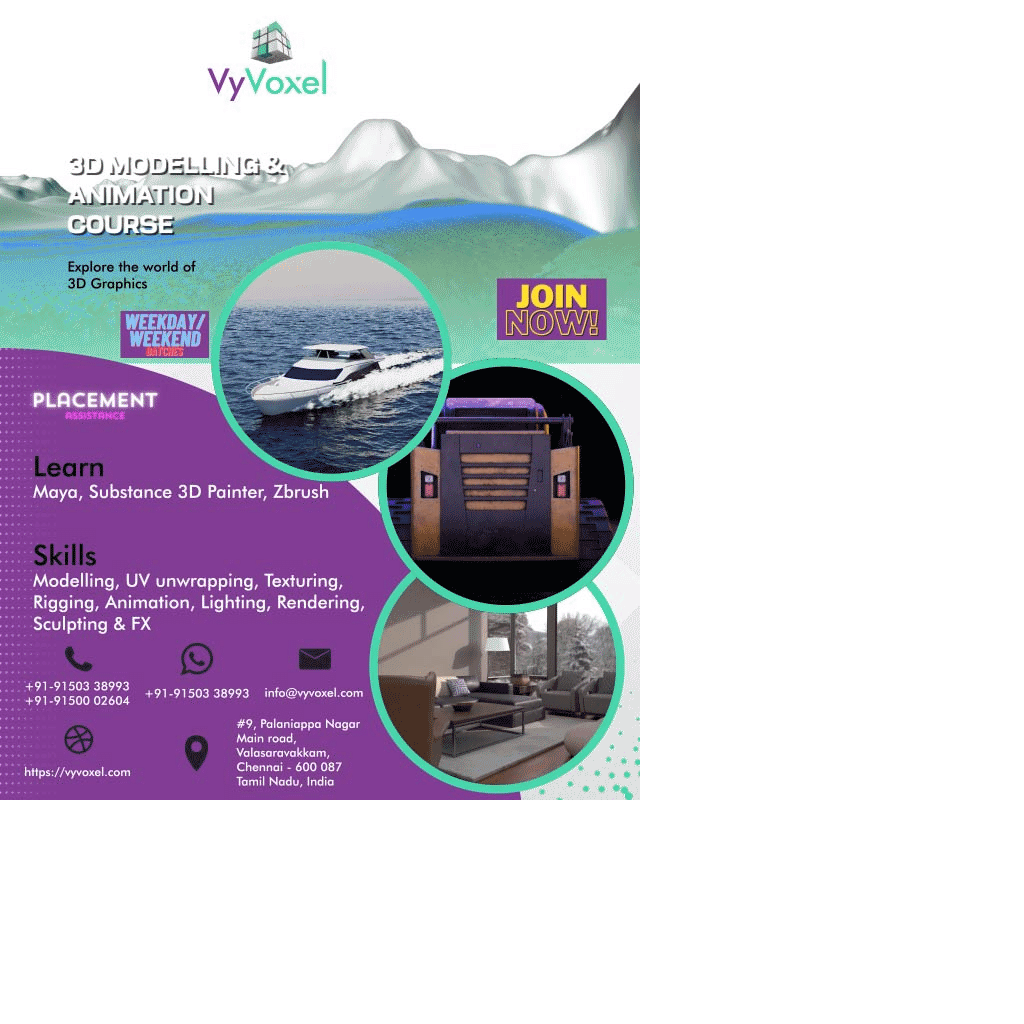 VyVoxel
3D MODELLING &
ANIMATION
COURSE
Explore the world of
3D Graphics
JOIN
NOW!
WEEKDAY/
WEEKEND
BATCHES
PLACEMENT
ASSISTANCE
Learn
Maya, Substance 3D Painter, Zbrush
Skills
Modelling, UV unwrapping, Texturing,
Rigging, Animation, Lighting, Rendering,
Sculpting & FX
+91-91503 38993
+91-91500 02604
+91-91503 38993
info@vyvoxel.com
https://vyvoxel.com
#9, Palaniappa Nagar
Main road,
Valasaravakkam,
Chennai - 600 087
Tamil Nadu, India